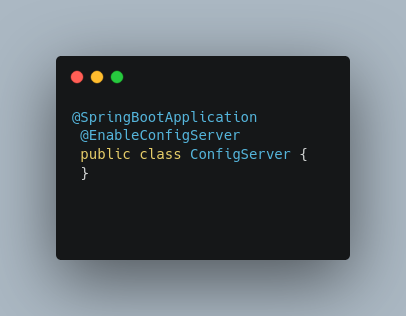 @SpringBootApplication
@EnableConfigServer
public class ConfigServer {
}